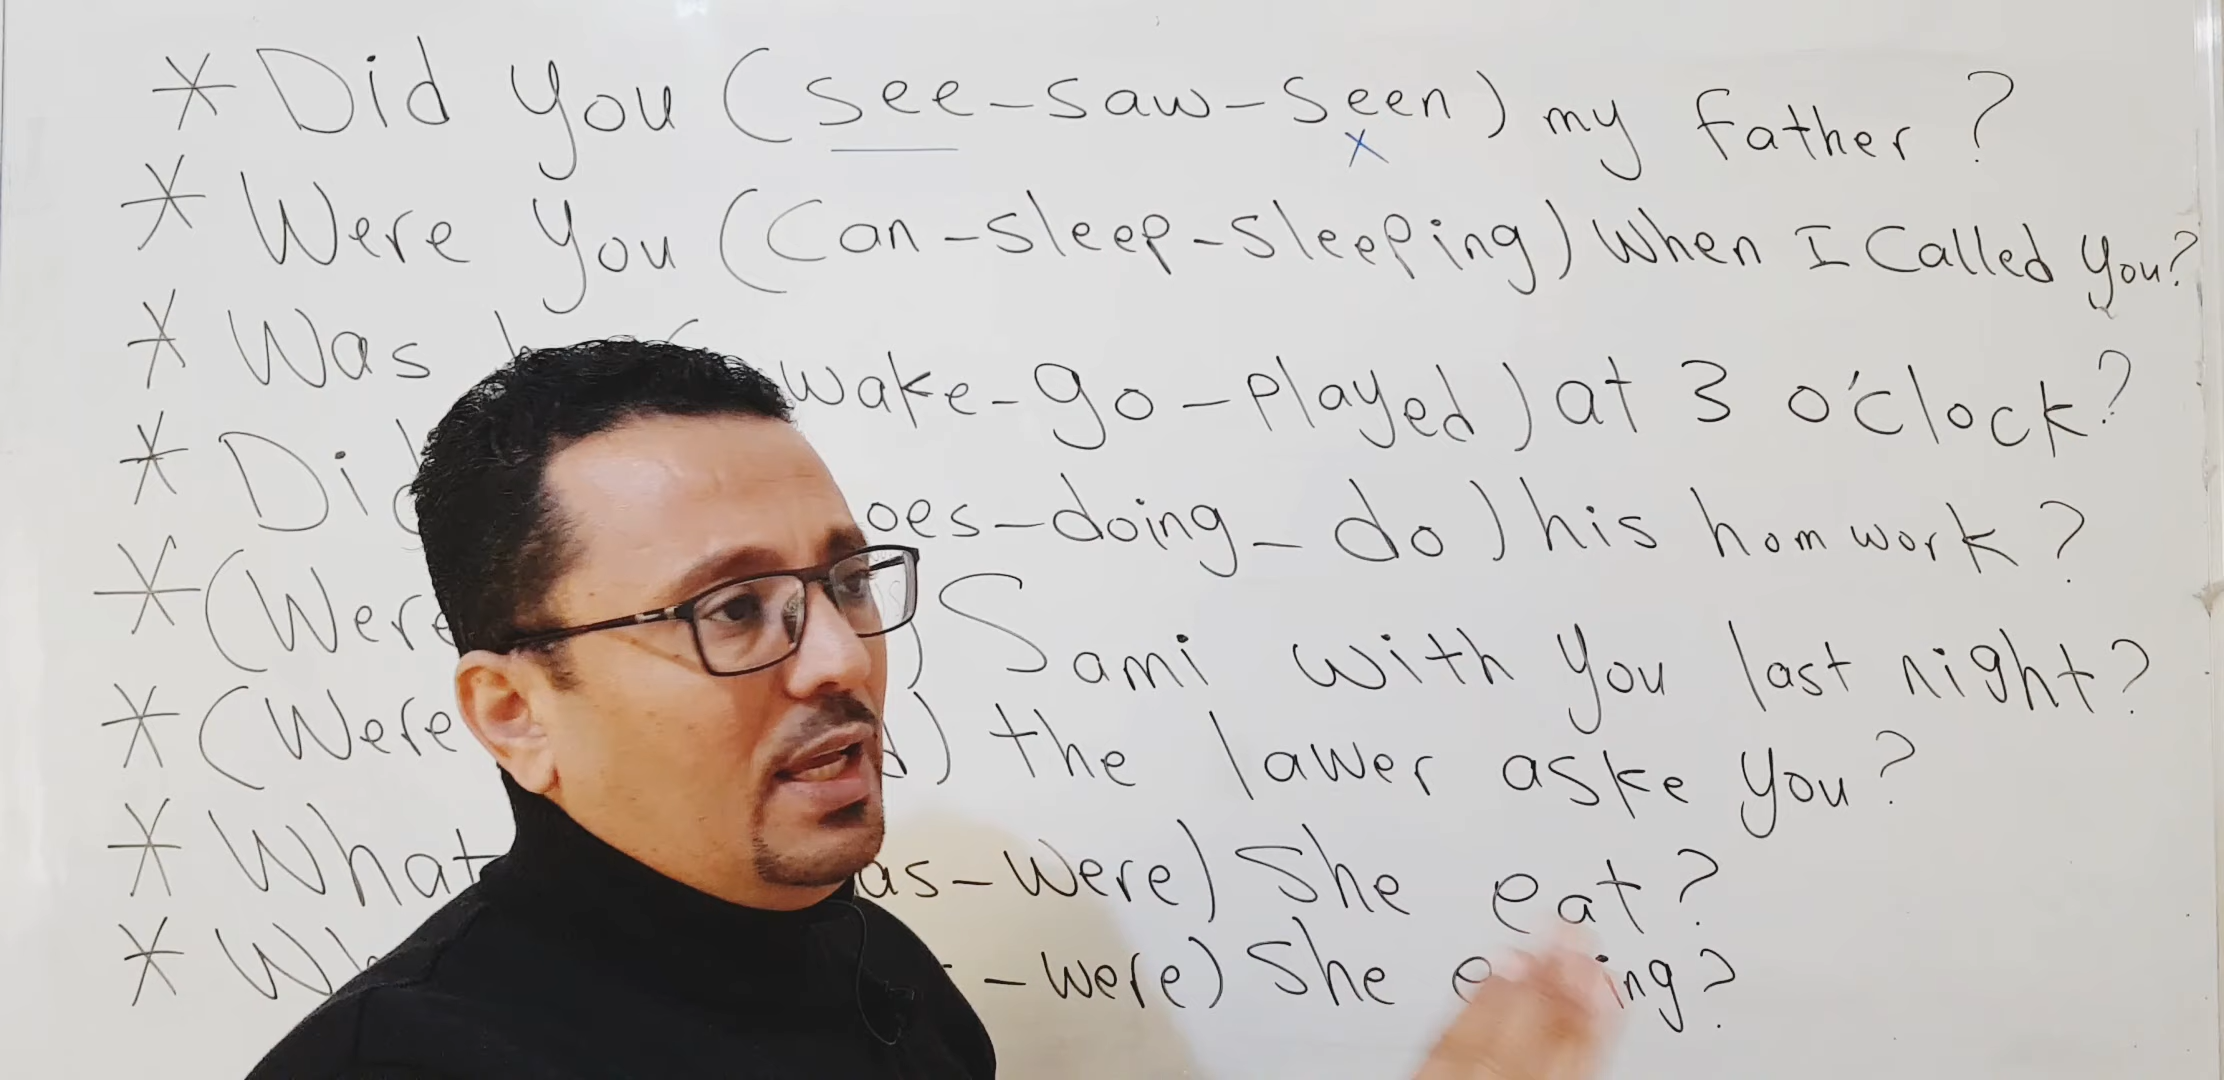 * Did you (see-saw-seen) my father?
x
* Were you (Can-sleep-sleeping) When I Called you?
* Was wake-go-played) at 3 o'clock?
* oes-doing-do) his homwork?
* (Were Sami with you last night?
* (Were the lawer aske you?
* What as-were) She eat?
* -were) She